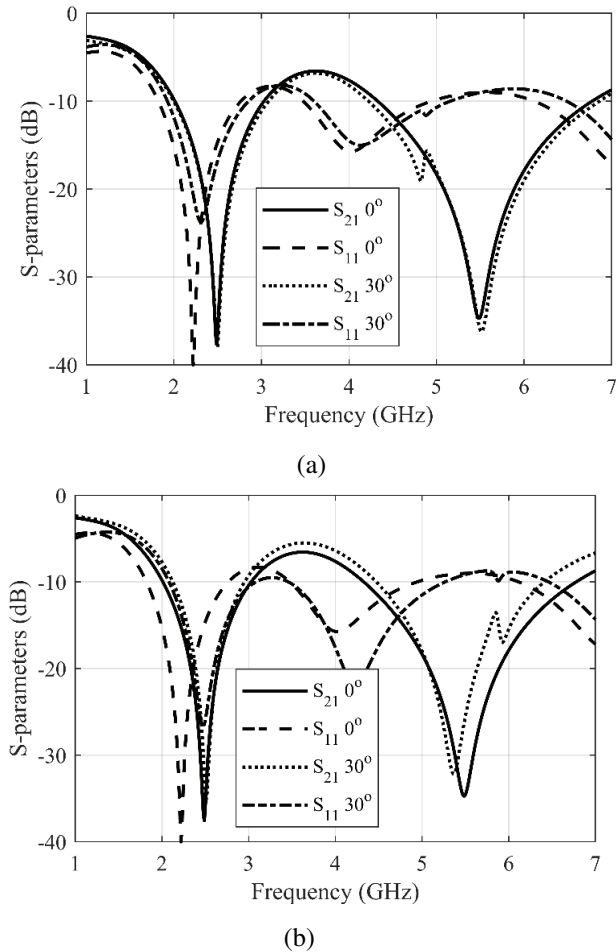 0
-10
-20
-30
-40
S-parameters (dB)
S21 0º
S11 0º
S21 30º
S11 30º
1 2 3 4 5 6 7
Frequency (GHz)
(a)
0
-10
-20
-30
-40
S-parameters (dB)
S21 0º
S11 0º
S21 30º
S11 30º
1 2 3 4 5 6 7
Frequency (GHz)
(b)